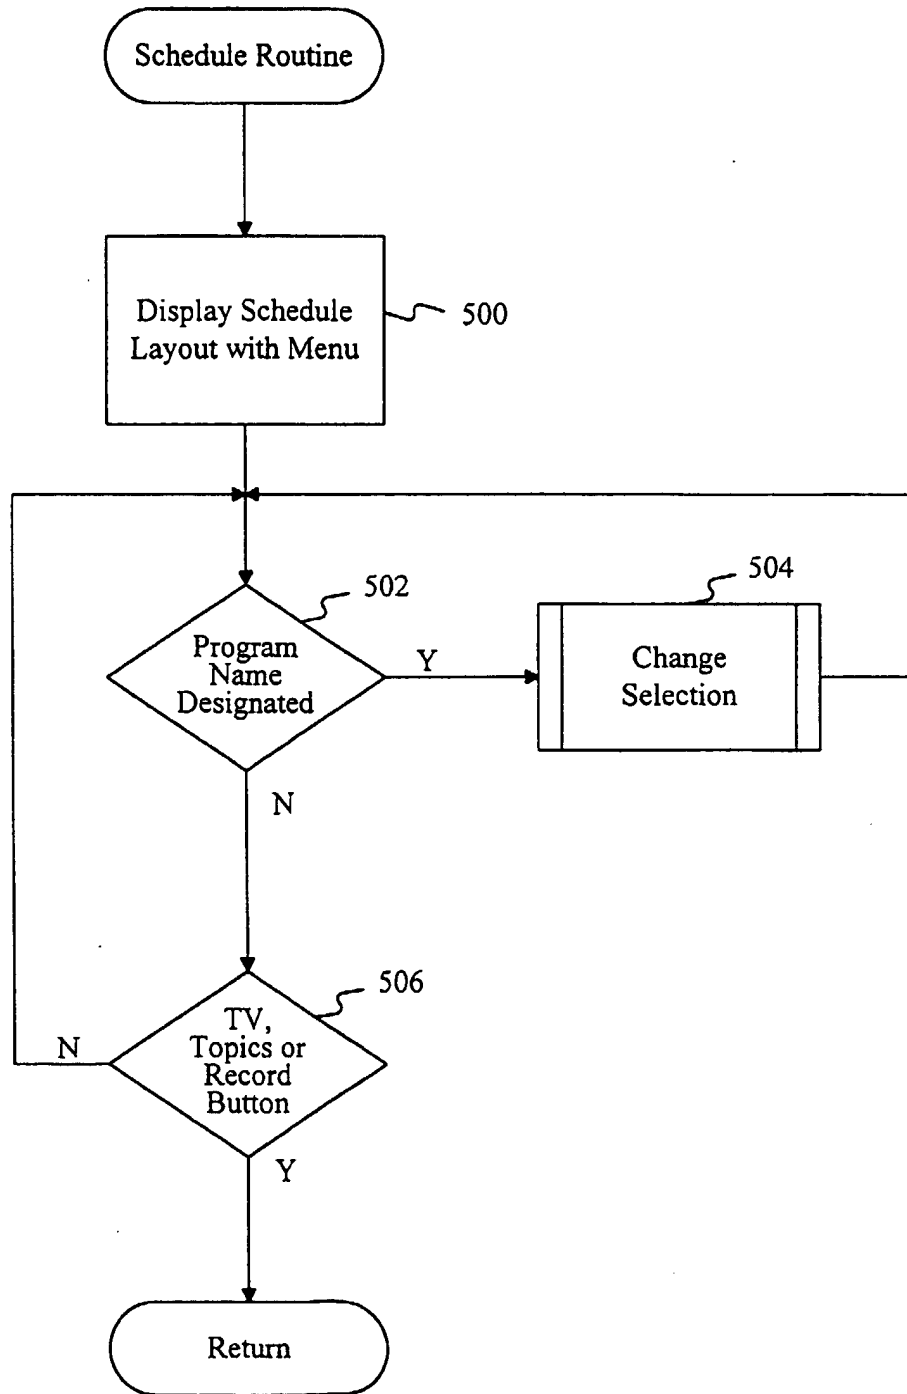 Schedule Routine
Display Schedule
Layout with Menu
500
502
504
Program
Name
Designated
Y
Change
Selection
N
506
TV,
Topics or
Record
Button
N
Y
Return